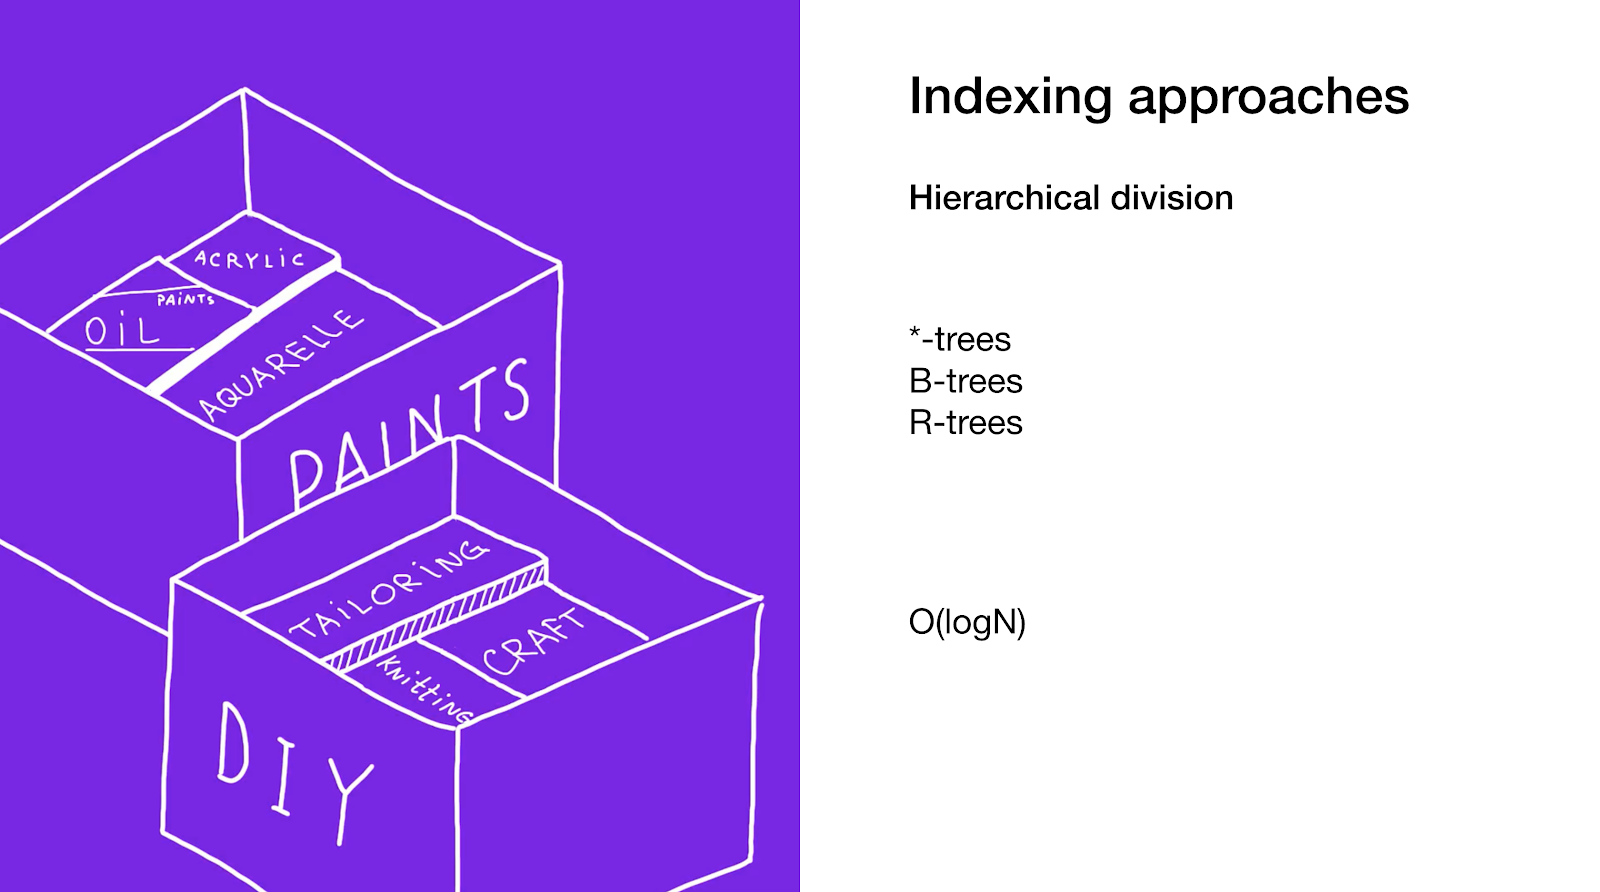 ACRYLiC
PAiNTS
OiL
AQUARELLE
PAINTS
TAiLORiNG
CRAFT
KNittiNG
DIY
Indexing approaches
Hierarchical division
*-trees
B-trees
R-trees
O(logN)